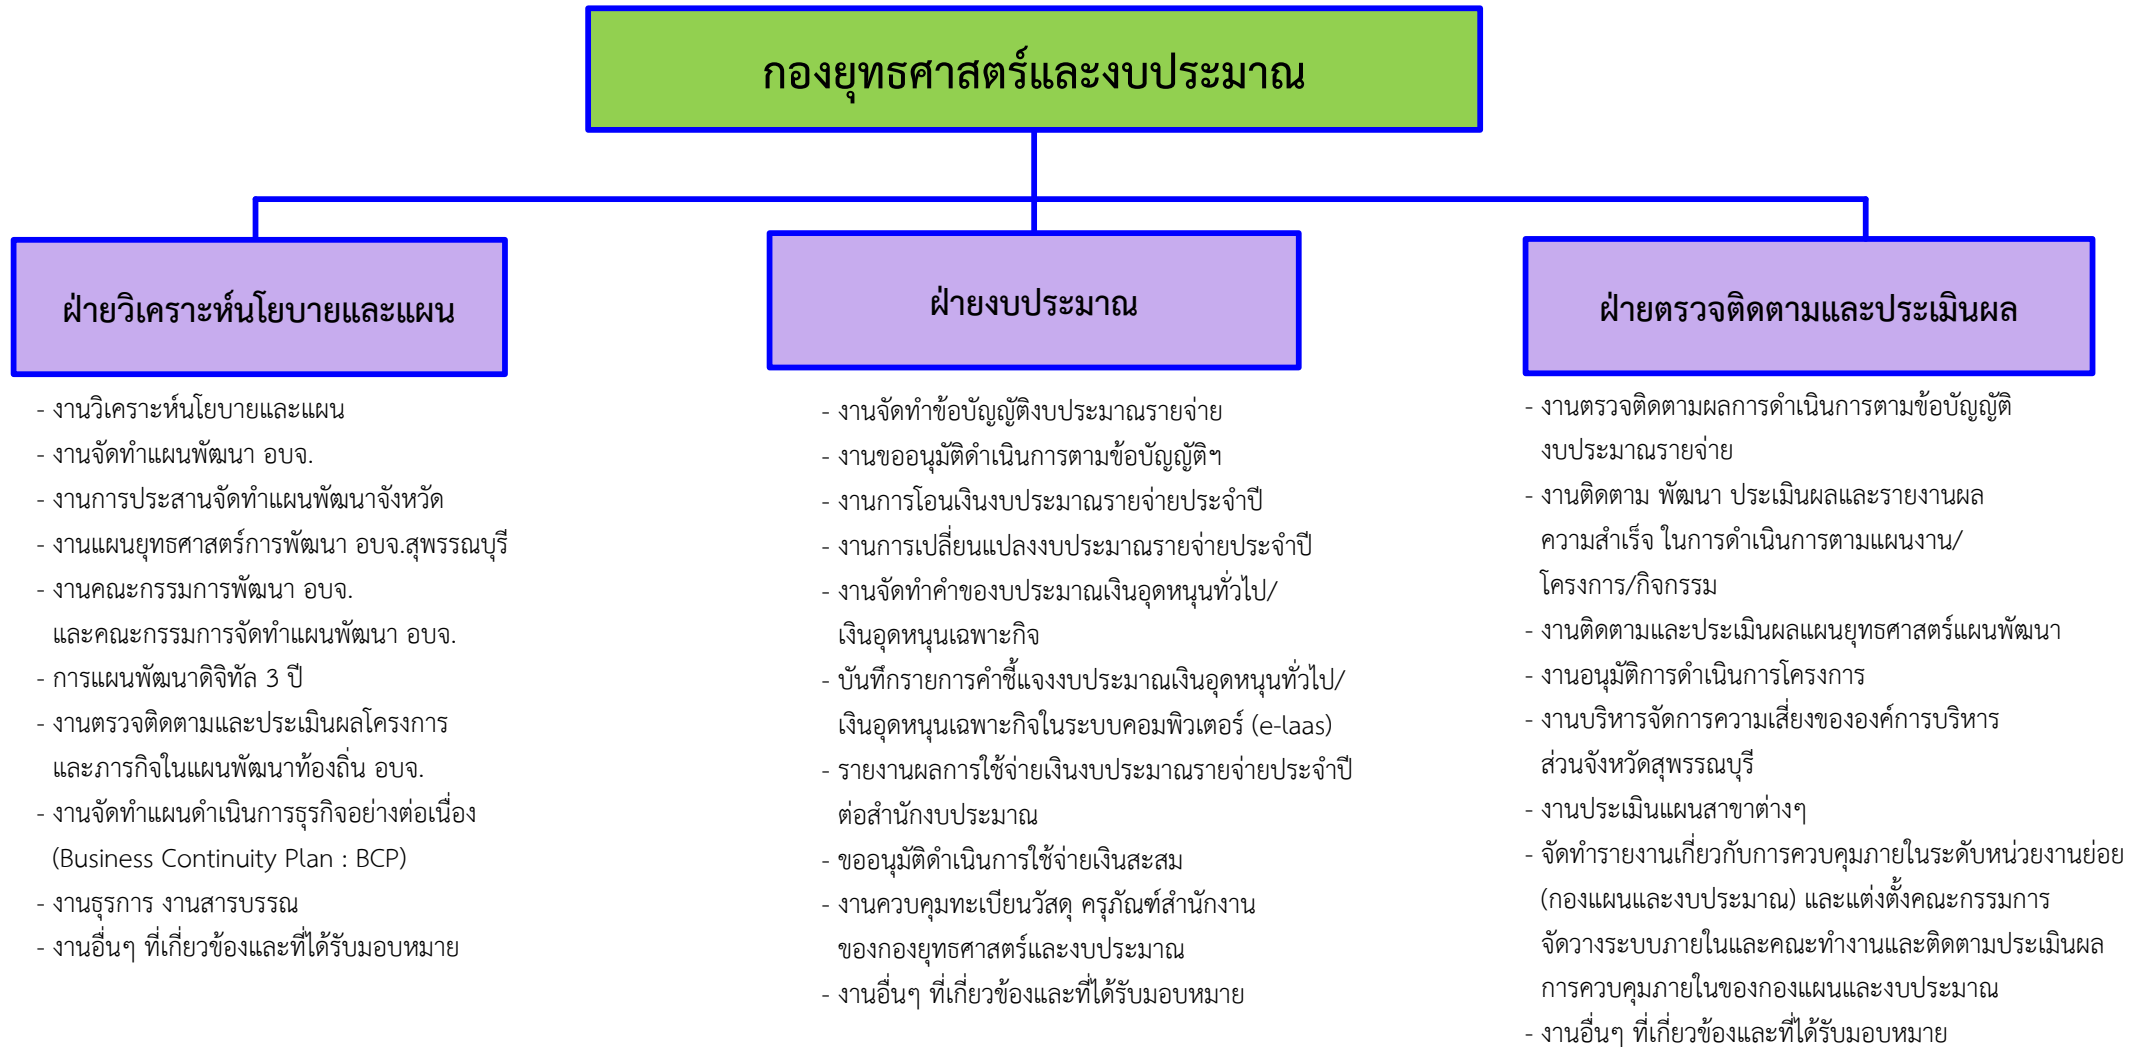 กองยุทธศาสตร์และงบประมาณ
ฝ่ายวิเคราะห์นโยบายและแผน
- งานวิเคราะห์นโยบายและแผน
- งานจัดทำแผนพัฒนา อบจ.
- งานการประสานจัดทำแผนพัฒนาจังหวัด
- งานแผนยุทธศาสตร์การพัฒนา อบจ.สุพรรณบุรี
- งานคณะกรรมการพัฒนา อบจ.
และคณะกรรมการจัดทำแผนพัฒนา อบจ.
- การแผนพัฒนาดิจิทัล 3 ปี
- งานตรวจติดตามและประเมินผลโครงการ
และภารกิจในแผนพัฒนาท้องถิ่น อบจ.
- งานจัดทำแผนดำเนินการธุรกิจอย่างต่อเนื่อง
(Business Continuity Plan : BCP)
- งานธุรการ งานสารบรรณ
- งานอื่นๆ ที่เกี่ยวข้องและที่ได้รับมอบหมาย
ฝ่ายงบประมาณ
- งานจัดทำข้อบัญญัติงบประมาณรายจ่าย
- งานขออนุมัติดำเนินการตามข้อบัญญัติฯ
- งานการโอนเงินงบประมาณรายจ่ายประจำปี
- งานการเปลี่ยนแปลงงบประมาณรายจ่ายประจำปี
- งานจัดทำคำของบประมาณเงินอุดหนุนทั่วไป/
เงินอุดหนุนเฉพาะกิจ
- บันทึกรายการคำชี้แจงงบประมาณเงินอุดหนุนทั่วไป/
เงินอุดหนุนเฉพาะกิจในระบบคอมพิวเตอร์ (e-laas)
- รายงานผลการใช้จ่ายเงินงบประมาณรายจ่ายประจำปี
ต่อสำนักงบประมาณ
- ขออนุมัติดำเนินการใช้จ่ายเงินสะสม
- งานควบคุมทะเบียนวัสดุ ครุภัณฑ์สำนักงาน
ของกองยุทธศาสตร์และงบประมาณ
- งานอื่นๆ ที่เกี่ยวข้องและที่ได้รับมอบหมาย
ฝ่ายตรวจติดตามและประเมินผล
- งานตรวจติดตามผลการดำเนินการตามข้อบัญญัติ
งบประมาณรายจ่าย
- งานติดตาม พัฒนา ประเมินผลและรายงานผล
ความสำเร็จ ในการดำเนินการตามแผนงาน/
โครงการ/กิจกรรม
- งานติดตามและประเมินผลแผนยุทธศาสตร์แผนพัฒนา
- งานอนุมัติการดำเนินการโครงการ
- งานบริหารจัดการความเสี่ยงขององค์การบริหาร
ส่วนจังหวัดสุพรรณบุรี
- งานประเมินแผนสาขาต่างๆ
- จัดทำรายงานเกี่ยวกับการควบคุมภายในระดับหน่วยงานย่อย
(กองแผนและงบประมาณ) และแต่งตั้งคณะกรรมการ
จัดวางระบบภายในและคณะทำงานและติดตามประเมินผล
การควบคุมภายในของกองแผนและงบประมาณ
- งานอื่นๆ ที่เกี่ยวข้องและที่ได้รับมอบหมาย